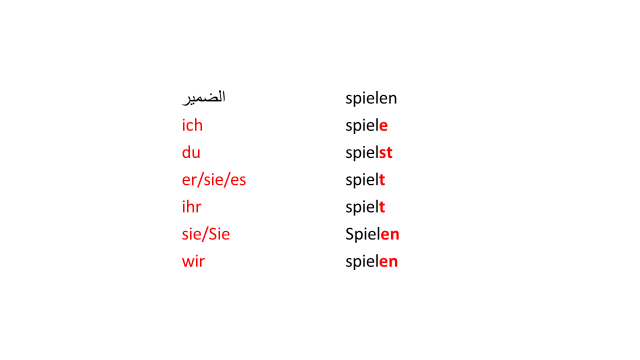 الضمير spielen
ich spiele
du spielst
er/sie/es spielt
ihr spielt
sie/Sie Spielen
wir spielen